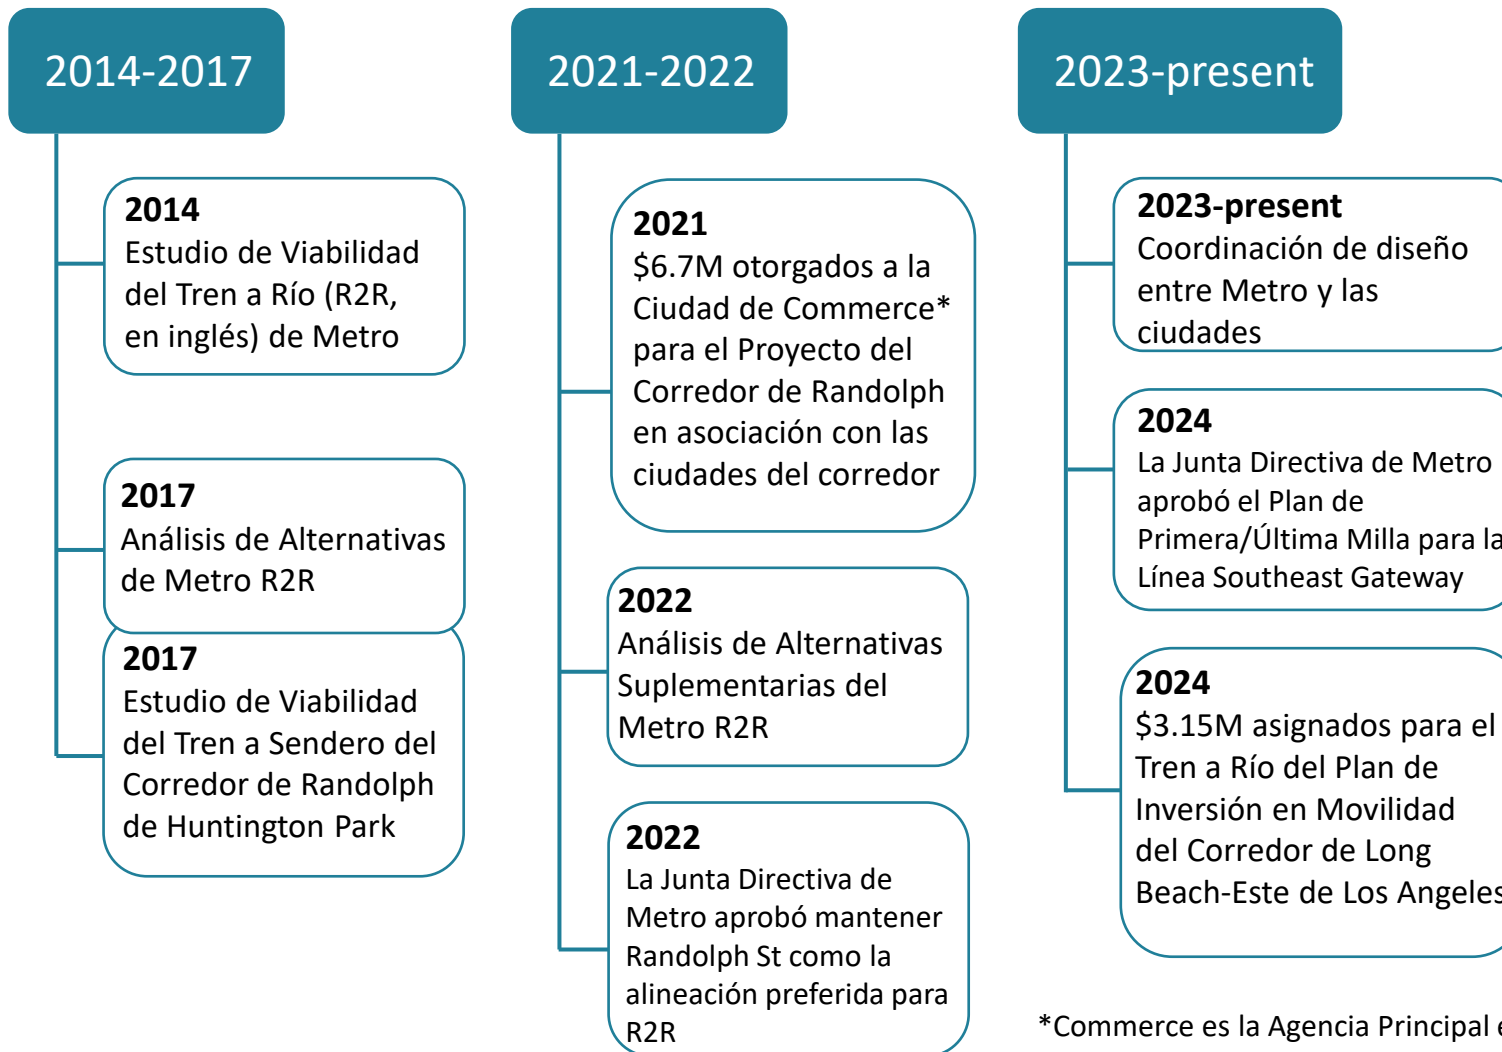 2014-2017
2014
Estudio de Viabilidad
del Tren a Río (R2R,
en inglés) de Metro
2017
Análisis de Alternativas
de Metro R2R
2017
Estudio de Viabilidad
del Tren a Sendero del
Corredor de Randolph
de Huntington Park
2021-2022
2021
$6.7M otorgados a la
Ciudad de Commerce*
para el Proyecto del
Corredor de Randolph
en asociación con las
ciudades del corredor
2022
Análisis de Alternativas
Suplementarias del
Metro R2R
2022
La Junta Directiva de
Metro aprobó mantener
Randolph St como la
alineación preferida para
R2R
2023-present
2023-present
Coordinación de diseño
entre Metro y las
ciudades
2024
La Junta Directiva de Metro
aprobó el Plan de
Primera/Última Milla para la
Línea Southeast Gateway
2024
$3.15M asignados para el
Tren a Río del Plan de
Inversión en Movilidad
del Corredor de Long
Beach-Este de Los Angeles
*Commerce es la Agencia Principal